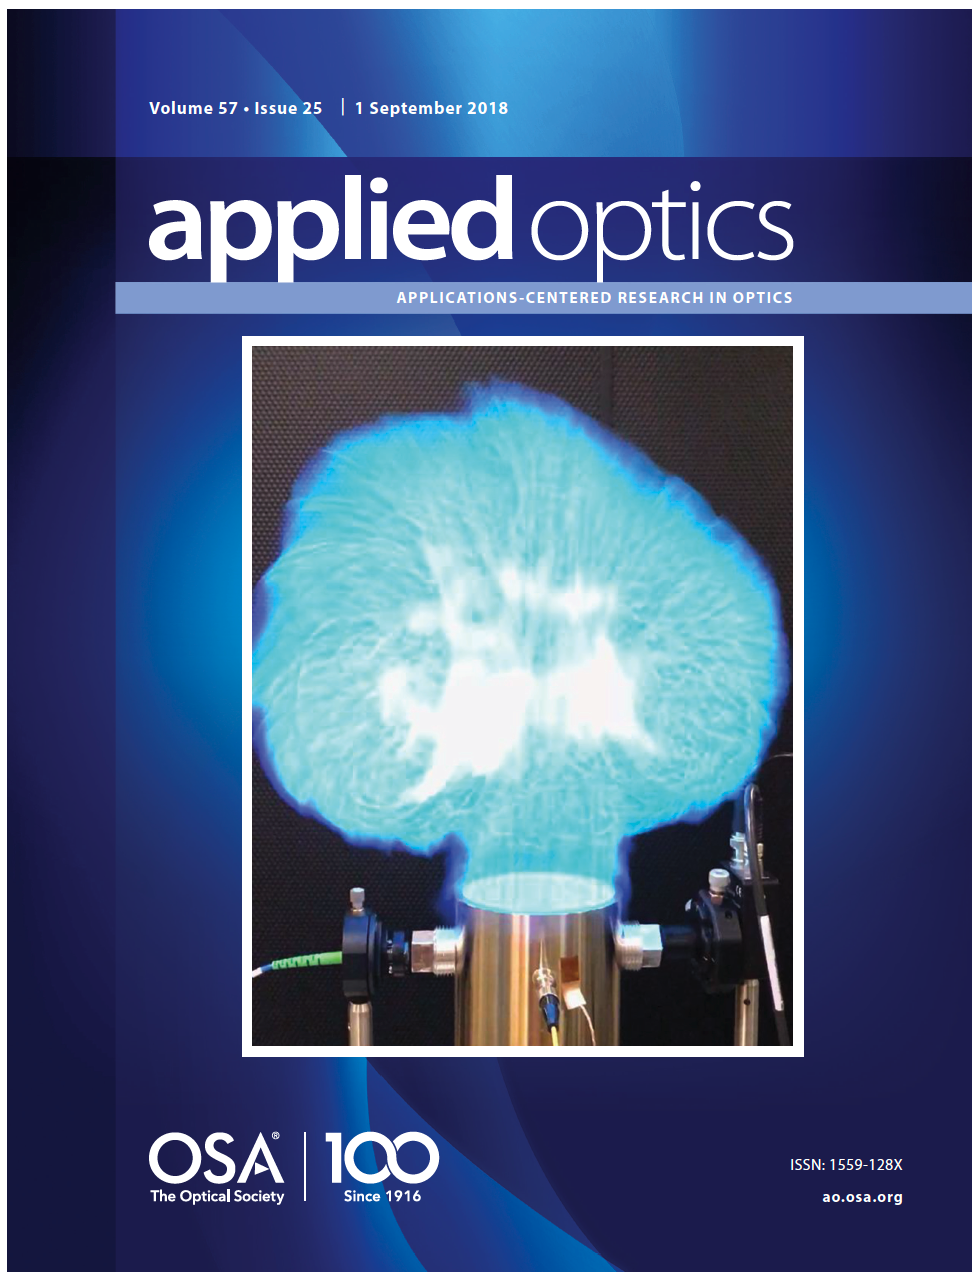 Volume 57 • Issue 25 | 1 September 2018
applied optics
APPLICATIONS-CENTERED RESEARCH IN OPTICS
OSA® 100
The Optical Society Since 1916
ISSN: 1559-128X
ao.osa.org